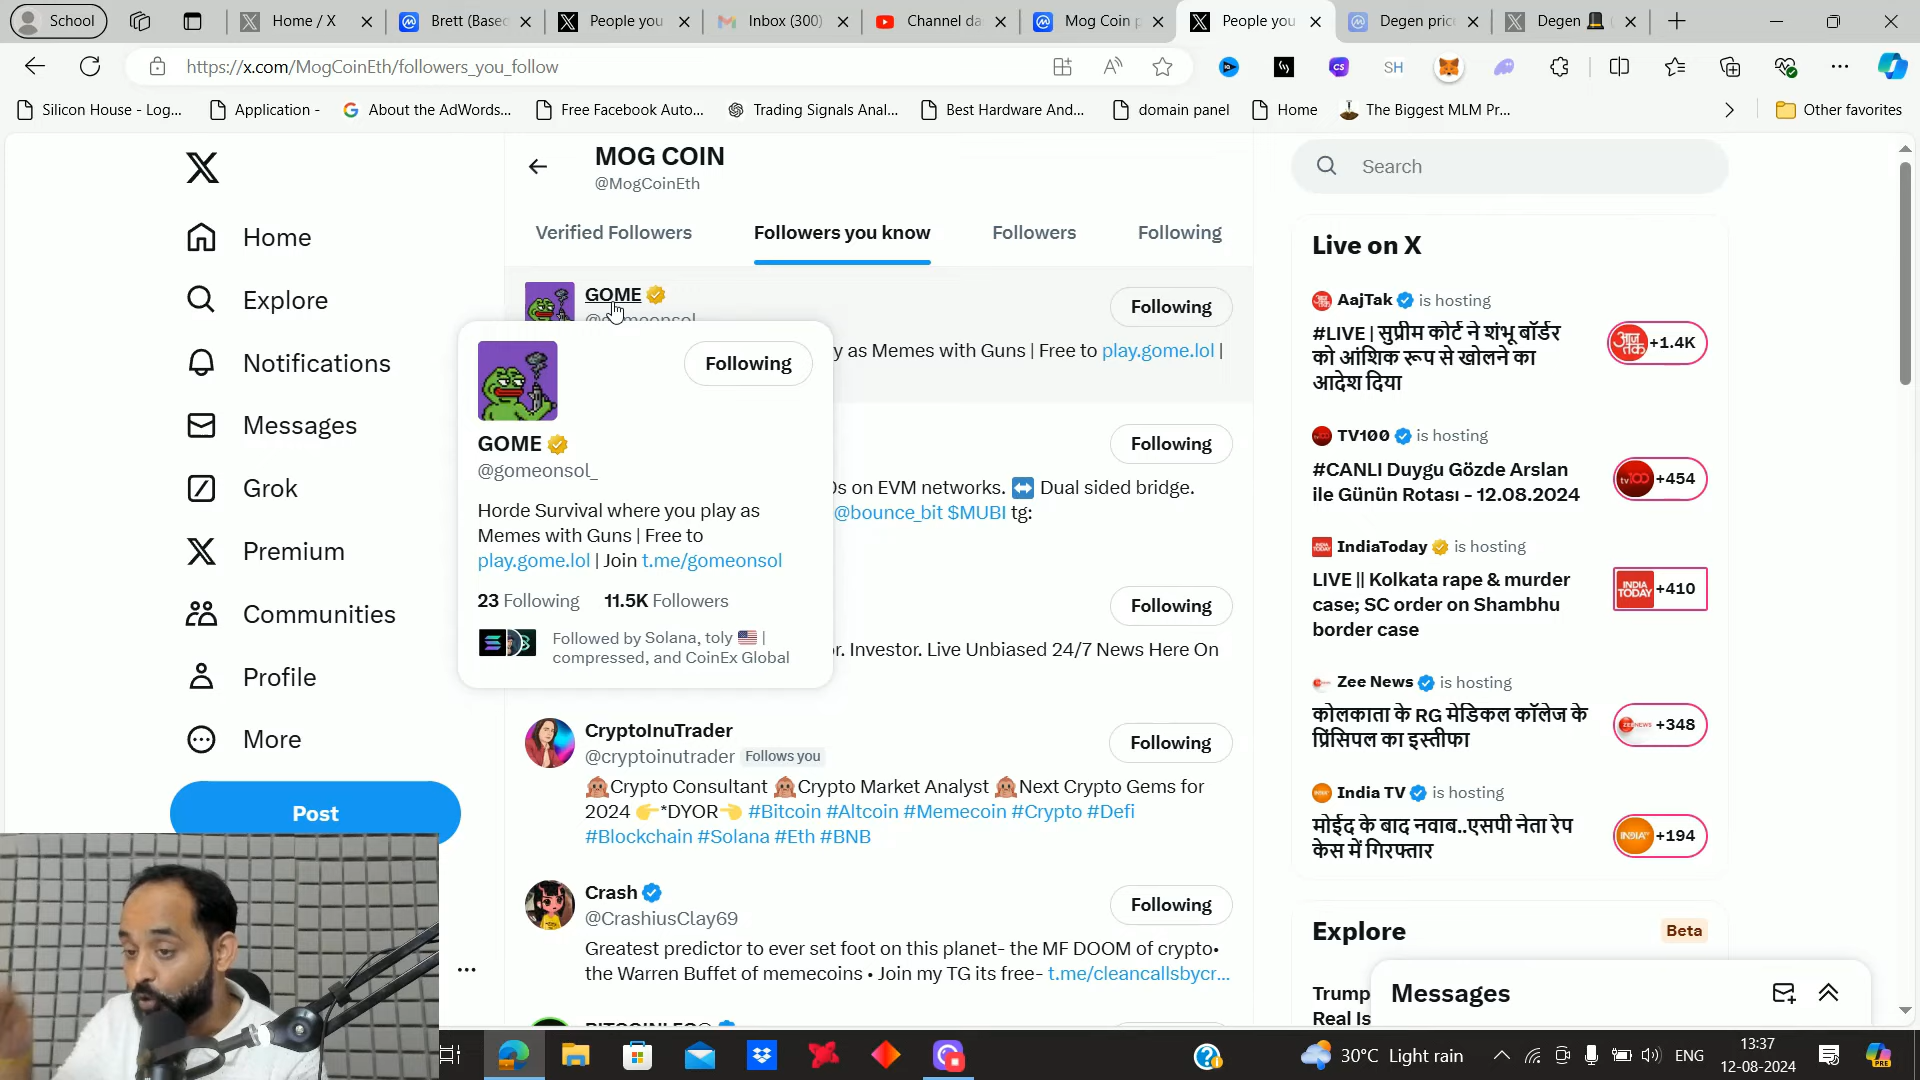 School
Home / X
Brett (Base
People you
Inbox (300)
Channel da
Mog Coin p
People you
Degen pric
Degen
https://x.com/MogCoinEth/followers_you_follow
Silicon House - Log...
Application -
About the AdWords...
Free Facebook Auto...
Trading Signals Anal...
Best Hardware And...
domain panel
Home
The Biggest MLM Pr...
Other favorites
MOG COIN
@MogCoinEth
Verified Followers
Followers you know
Followers
Following
Home
Explore
Notifications
Messages
Grok
Premium
Communities
Profile
More
Post
GOME
Following
y as Memes with Guns | Free to play.gome.lol |
GOME
@gomeonsol_
Following
Horde Survival where you play as
Memes with Guns | Free to
play.gome.lol | Join t.me/gomeonsol
23 Following 11.5K Followers
Followed by Solana, toly 🇺🇸 |
compressed, and CoinEx Global
Following
Os on EVM networks. ↔️ Dual sided bridge.
@bounce_bit $MUBI tg:
Following
r. Investor. Live Unbiased 24/7 News Here On
CryptoInuTrader
@cryptoinutrader Follows you
Following
🙈Crypto Consultant 🙈Crypto Market Analyst 🙈Next Crypto Gems for
2024 👉*DYOR👈 #Bitcoin #Altcoin #Memecoin #Crypto #Defi
#Blockchain #Solana #Eth #BNB
Crash
@CrashiusClay69
Following
Greatest predictor to ever set foot on this planet- the MF DOOM of crypto•
the Warren Buffet of memecoins • Join my TG its free- t.me/cleancallsbycr...
Search
Live on X
AajTak is hosting
#LIVE | सुप्रीम कोर्ट ने शंभू बॉर्डर
को आंशिक रूप से खोलने का
आदेश दिया
+1.4K
TV100 is hosting
#CANLI Duygu Gözde Arslan
ile Günün Rotası - 12.08.2024
+454
IndiaToday is hosting
LIVE || Kolkata rape & murder
case; SC order on Shambhu
border case
+410
Zee News is hosting
कोलकाता के RG मेडिकल कॉलेज के
प्रिंसिपल का इस्तीफा
+348
India TV is hosting
मोईद के बाद नवाब..एसपी नेता रेप
केस में गिरफ्तार
+194
Explore
Beta
Trump
Real Is
Messages
30°C Light rain
ENG
13:37
12-08-2024